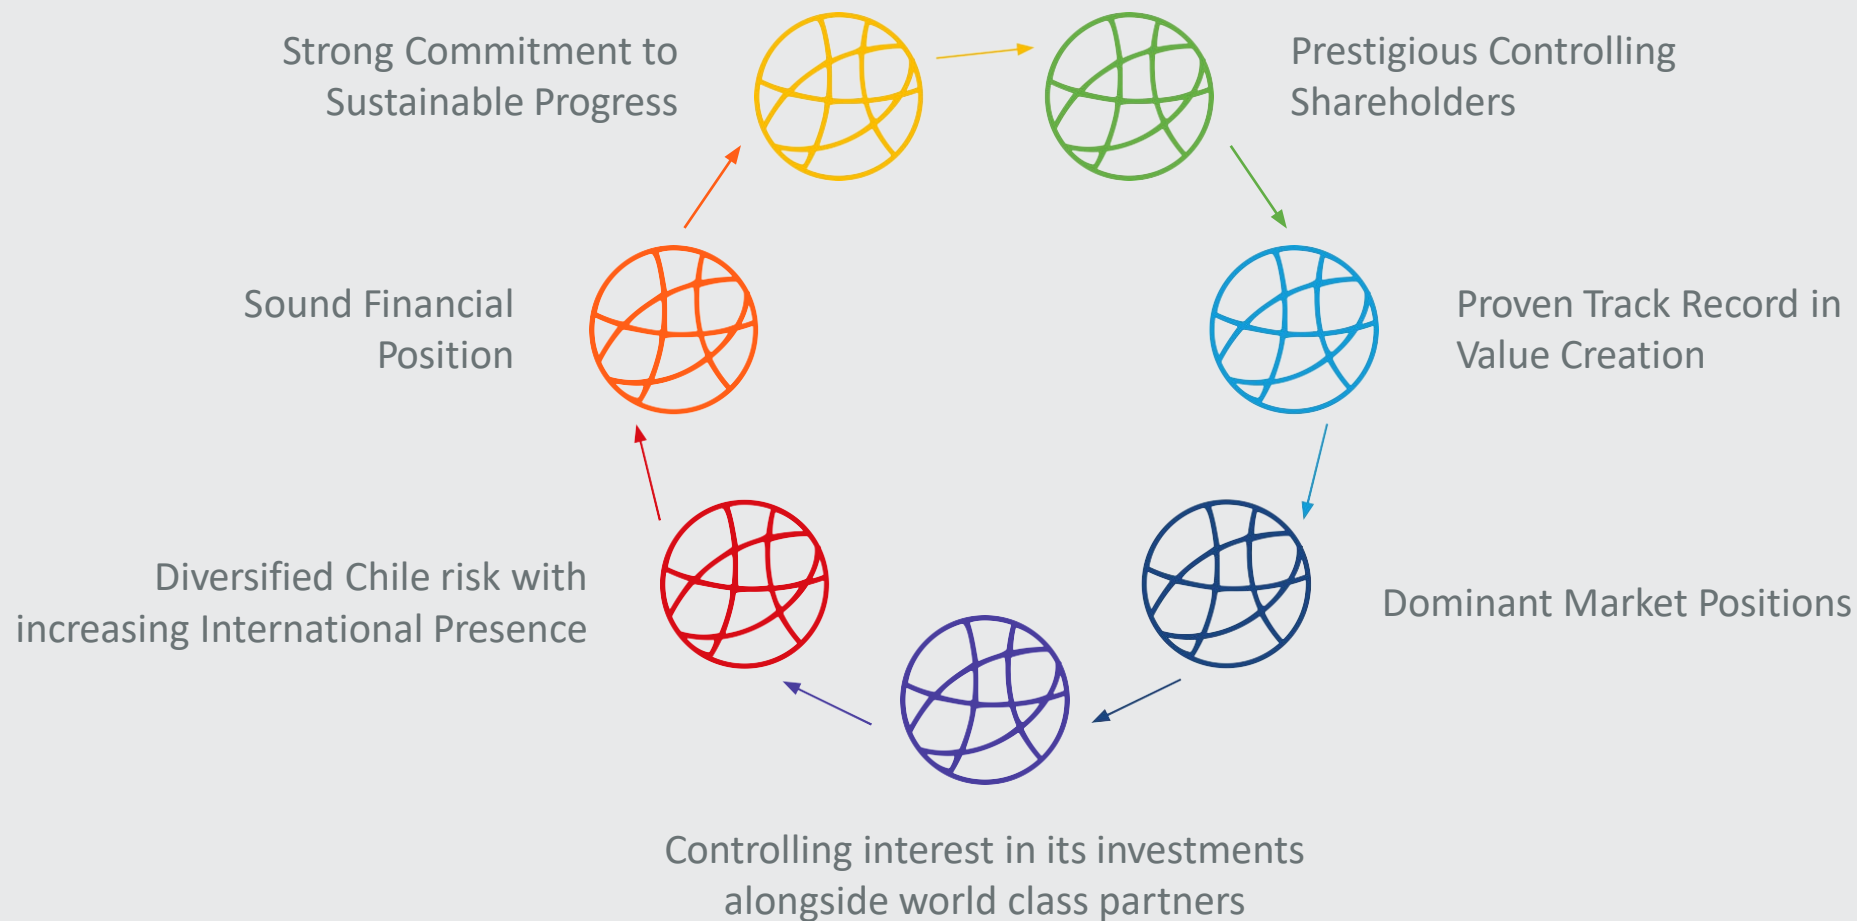 Strong Commitment to
Sustainable Progress
Prestigious Controlling
Shareholders
Sound Financial
Position
Proven Track Record in
Value Creation
Diversified Chile risk with
increasing International Presence
Dominant Market Positions
Controlling interest in its investments
alongside world class partners